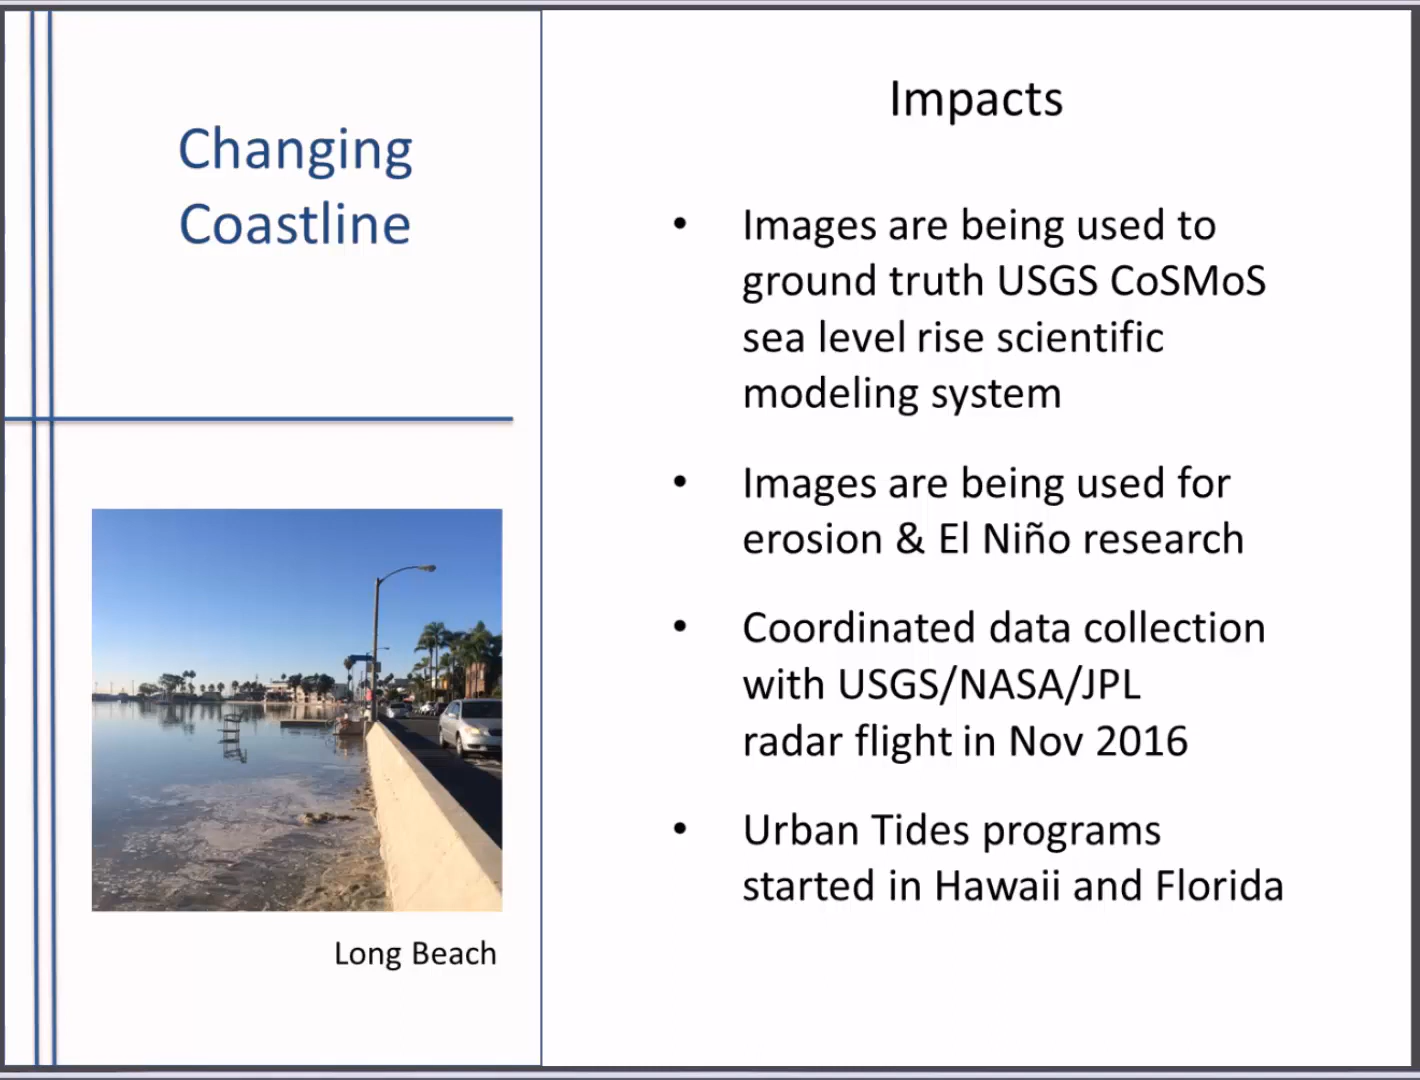 Changing
Coastline
Long Beach
Impacts
• Images are being used to
ground truth USGS CoSMoS
sea level rise scientific
modeling system
• Images are being used for
erosion & El Niño research
• Coordinated data collection
with USGS/NASA/JPL
radar flight in Nov 2016
• Urban Tides programs
started in Hawaii and Florida